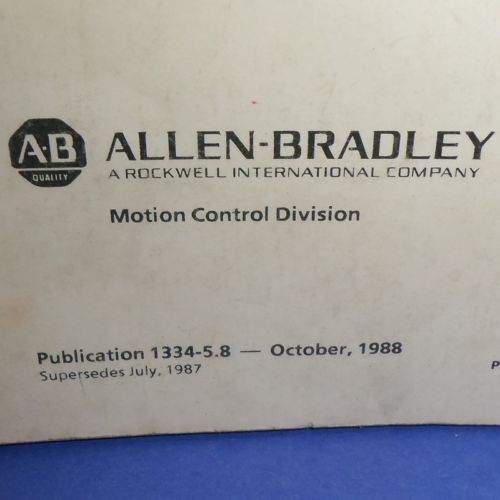 A·B
QUALITY
ALLEN-BRADLEY
A ROCKWELL INTERNATIONAL COMPANY
Motion Control Division
Publication 1334-5.8 — October, 1988
Supersedes July, 1987
P